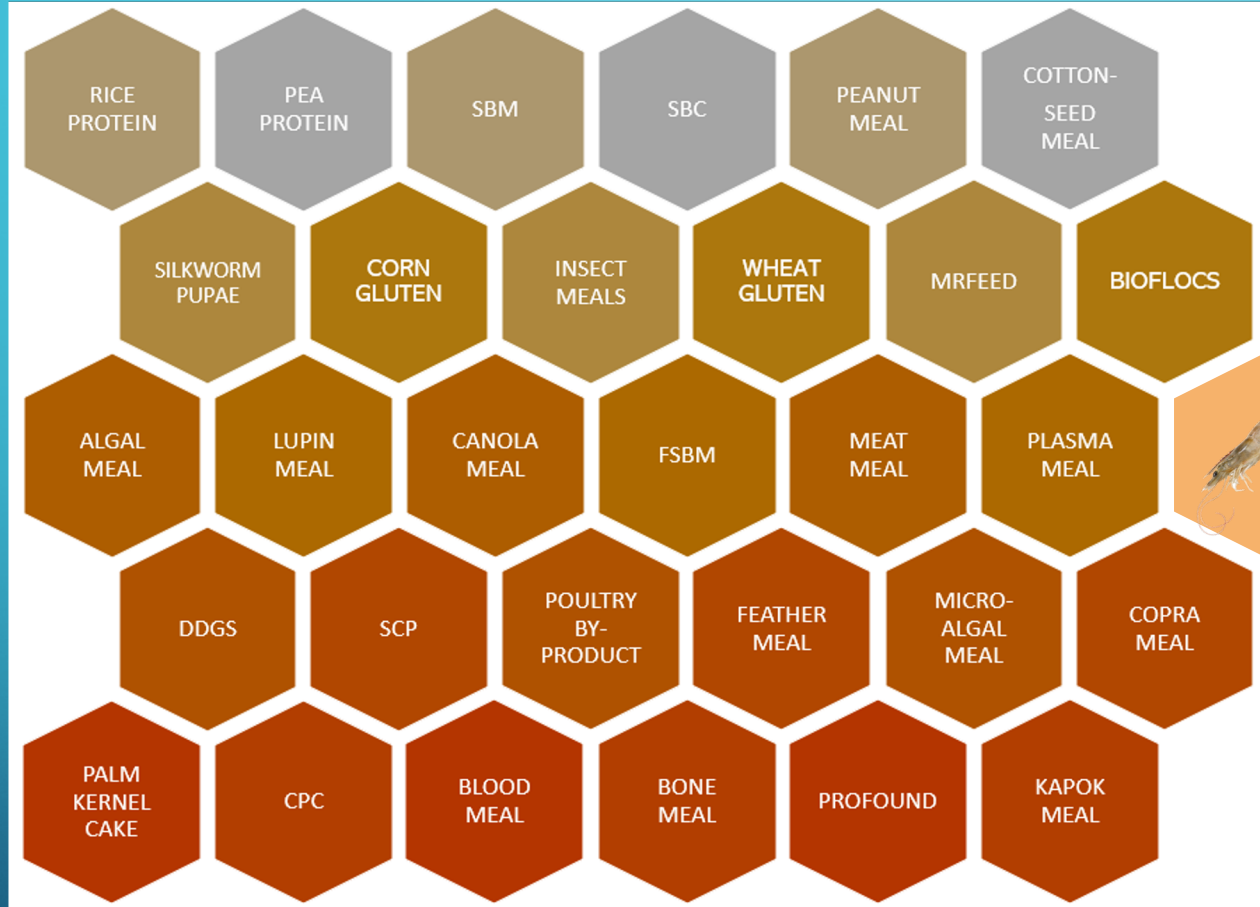 RICE
PROTEIN
PEA
PROTEIN
SBM
SBC
PEANUT
MEAL
COTTON-
SEED
MEAL
SILKWORM
PUPAE
CORN
GLUTEN
INSECT
MEALS
WHEAT
GLUTEN
MRFEED
BIOFLOCS
ALGAL
MEAL
LUPIN
MEAL
CANOLA
MEAL
FSBM
MEAT
MEAL
PLASMA
MEAL
DDGS
SCP
POULTRY
BY-
PRODUCT
FEATHER
MEAL
MICRO-
ALGAL
MEAL
COPRA
MEAL
PALM
KERNEL
CAKE
CPC
BLOOD
MEAL
BONE
MEAL
PROFOUND
KAPOK
MEAL